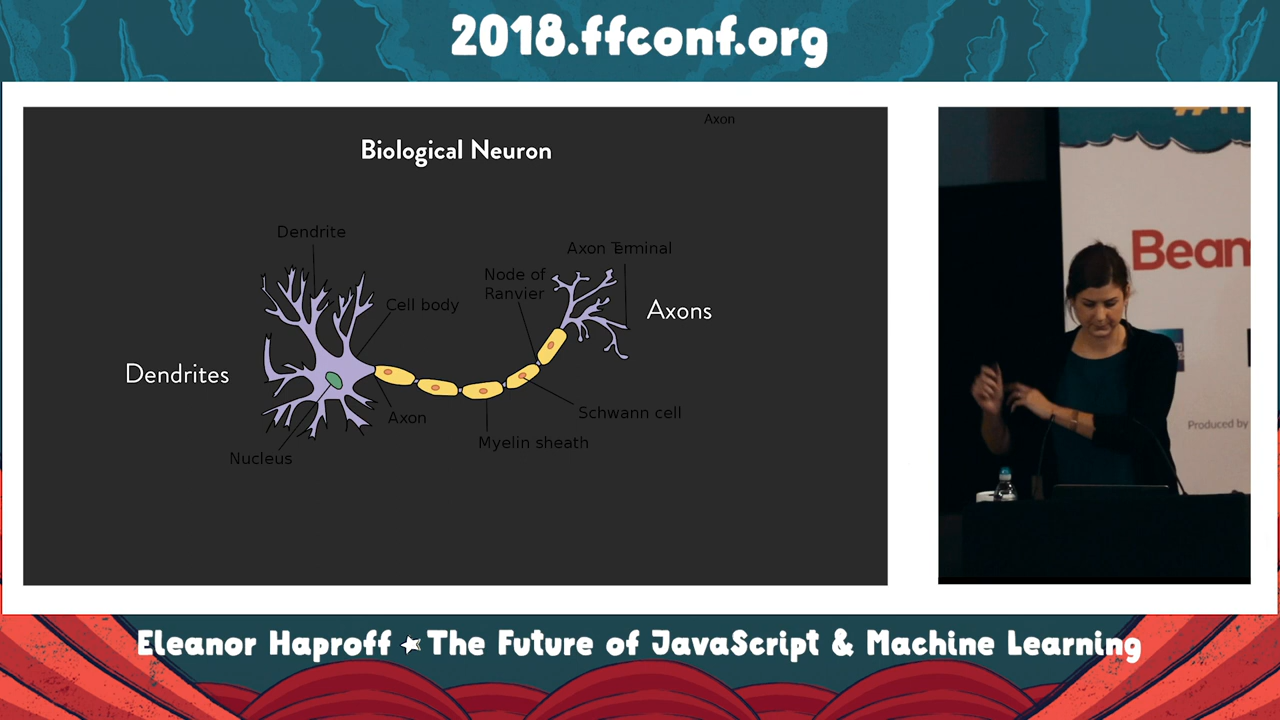 2018.ffconf.org
Axon
Biological Neuron
Dendrite
Axon Terminal
Node of
Ranvier
Cell body
Axons
Dendrites
Axon
Schwann cell
Myelin sheath
Nucleus
Beam
Produced by
Eleanor Haproff ★ The Future of JavaScript & Machine Learning